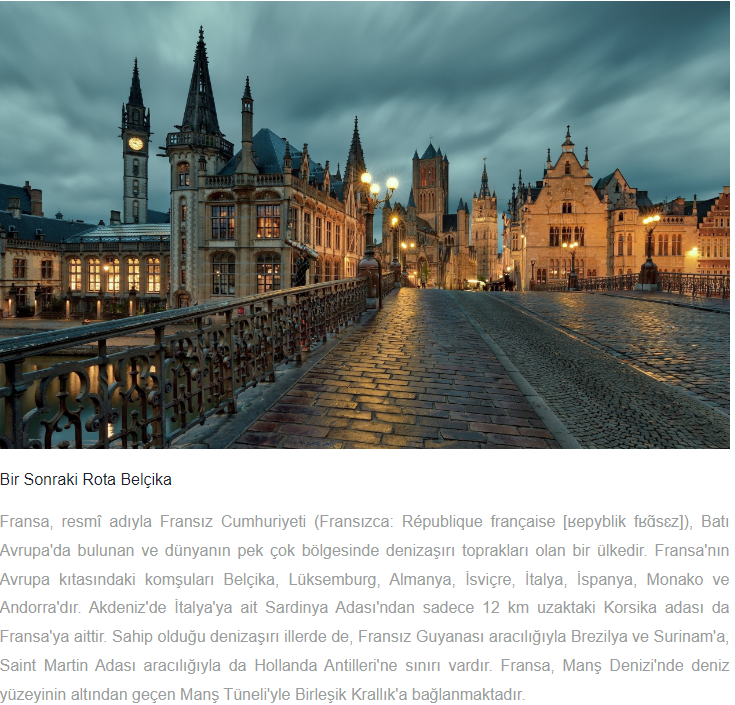 Bir Sonraki Rota Belçika
Fransa, resmî adıyla Fransız Cumhuriyeti (Fransızca: République française [ʁepyblik fʁɑ̃sɛz]), Batı
Avrupa'da bulunan ve dünyanın pek çok bölgesinde denizaşırı toprakları olan bir ülkedir. Fransa'nın
Avrupa kıtasındaki komşuları Belçika, Lüksemburg, Almanya, İsviçre, İtalya, İspanya, Monako ve
Andorra'dır. Akdeniz'de İtalya'ya ait Sardinya Adası'ndan sadece 12 km uzaktaki Korsika adası da
Fransa'ya aittir. Sahip olduğu denizaşırı illerde de, Fransız Guyanası aracılığıyla Brezilya ve Surinam'a,
Saint Martin Adası aracılığıyla da Hollanda Antilleri'ne sınırı vardır. Fransa, Manş Denizi'nde deniz
yüzeyinin altından geçen Manş Tüneli'yle Birleşik Krallık'a bağlanmaktadır.